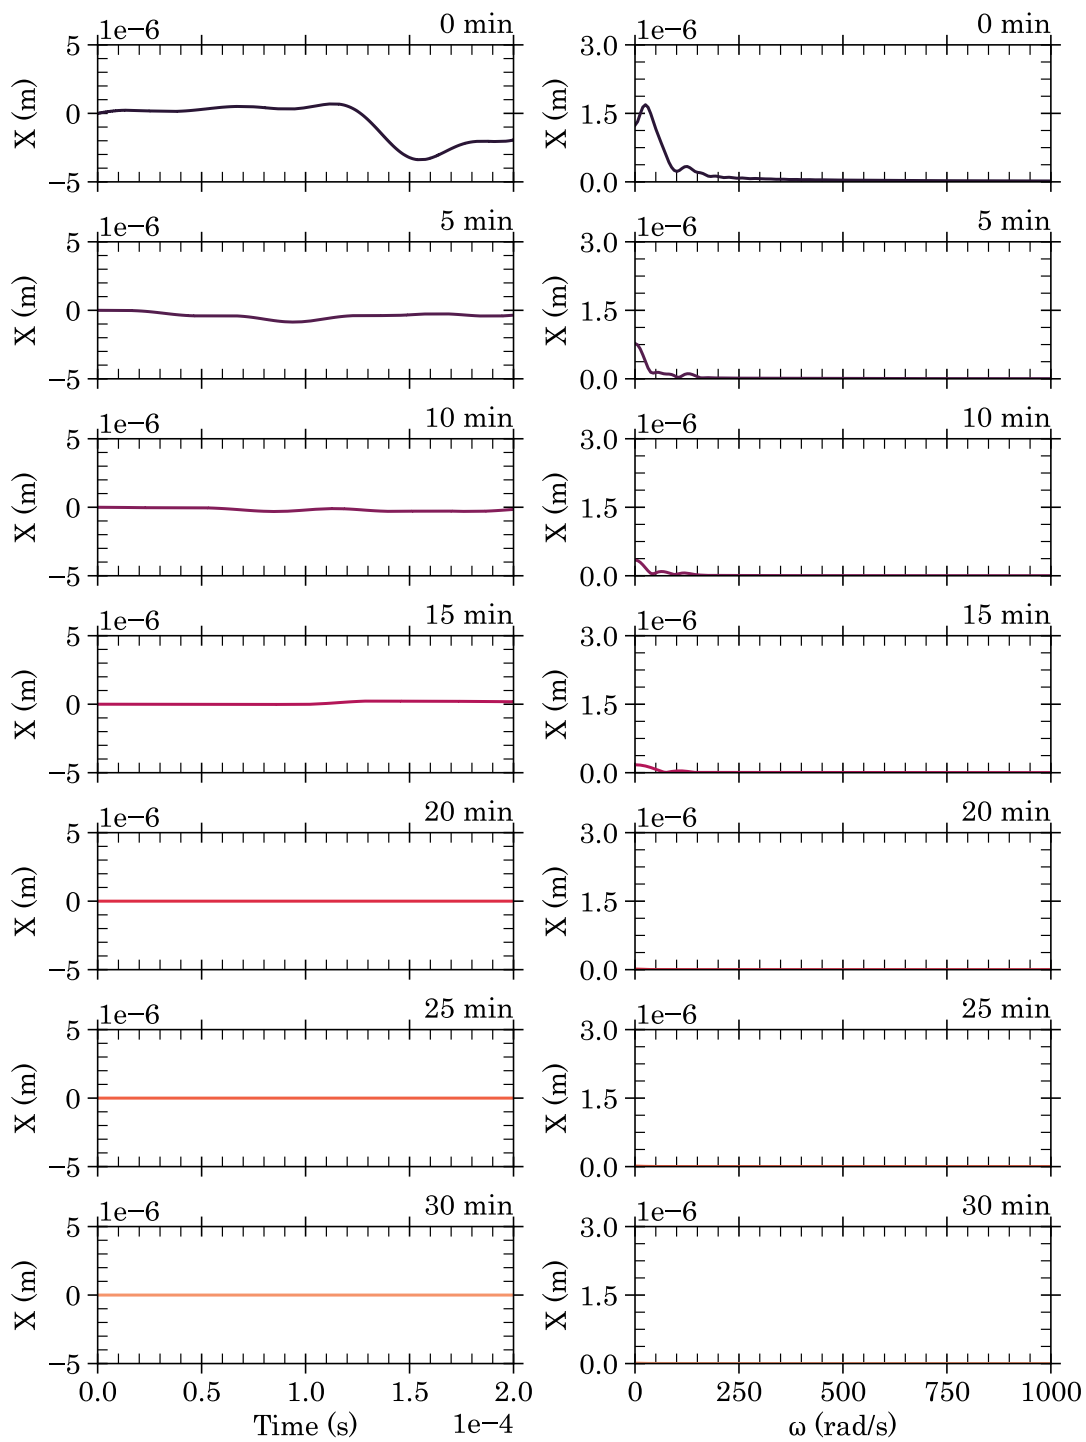 1e−6 0 min 1e−6 0 min
5 3.0
X (m) 0 X (m) 1.5
−5 0.0
1e−6 5 min 1e−6 5 min
5 3.0
X (m) 0 X (m) 1.5
−5 0.0
1e−6 10 min 1e−6 10 min
5 3.0
X (m) 0 X (m) 1.5
−5 0.0
1e−6 15 min 1e−6 15 min
5 3.0
X (m) 0 X (m) 1.5
−5 0.0
1e−6 20 min 1e−6 20 min
5 3.0
X (m) 0 X (m) 1.5
−5 0.0
1e−6 25 min 1e−6 25 min
5 3.0
X (m) 0 X (m) 1.5
−5 0.0
1e−6 30 min 1e−6 30 min
5 3.0
X (m) 0 X (m) 1.5
−5 0.0
0.0 0.5 1.0 1.5 2.0 0 250 500 750 1000
Time (s) 1e−4 ω (rad/s)